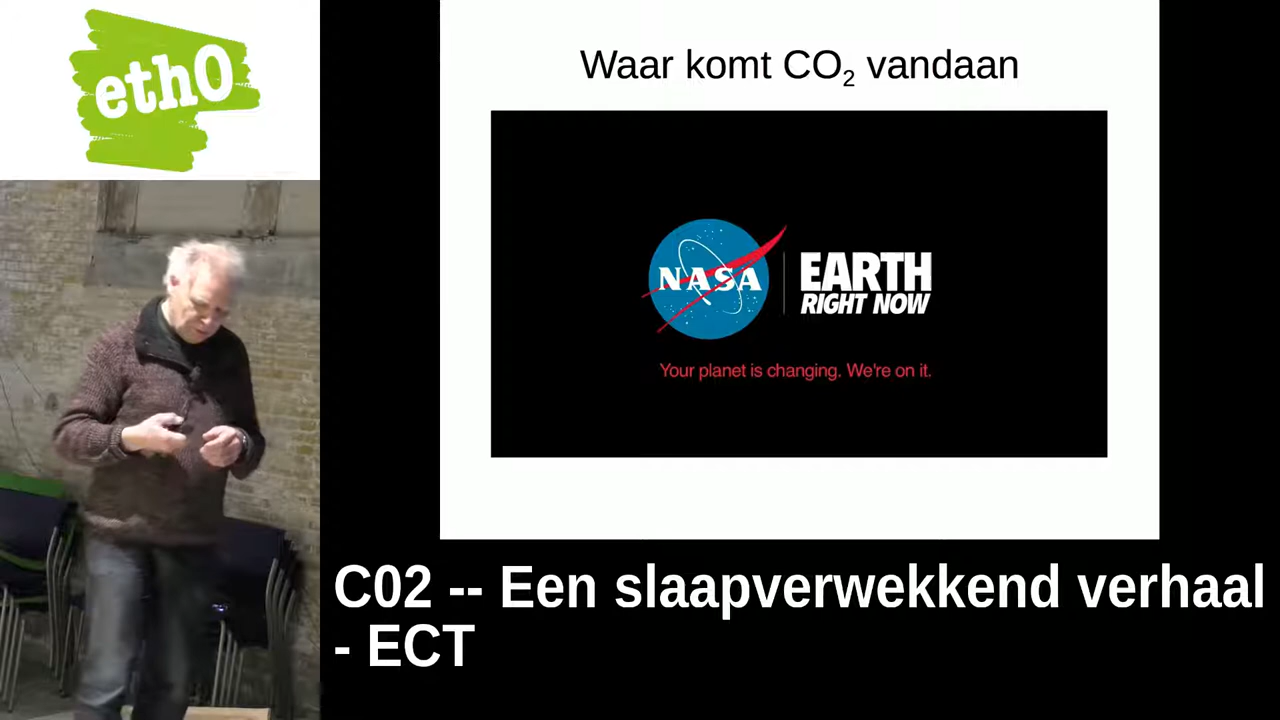 eth0
Waar komt CO₂ vandaan
NASA
EARTH
RIGHT NOW
Your planet is changing. We're on it.
C02 -- Een slaapverwekkend verhaal
- ECT